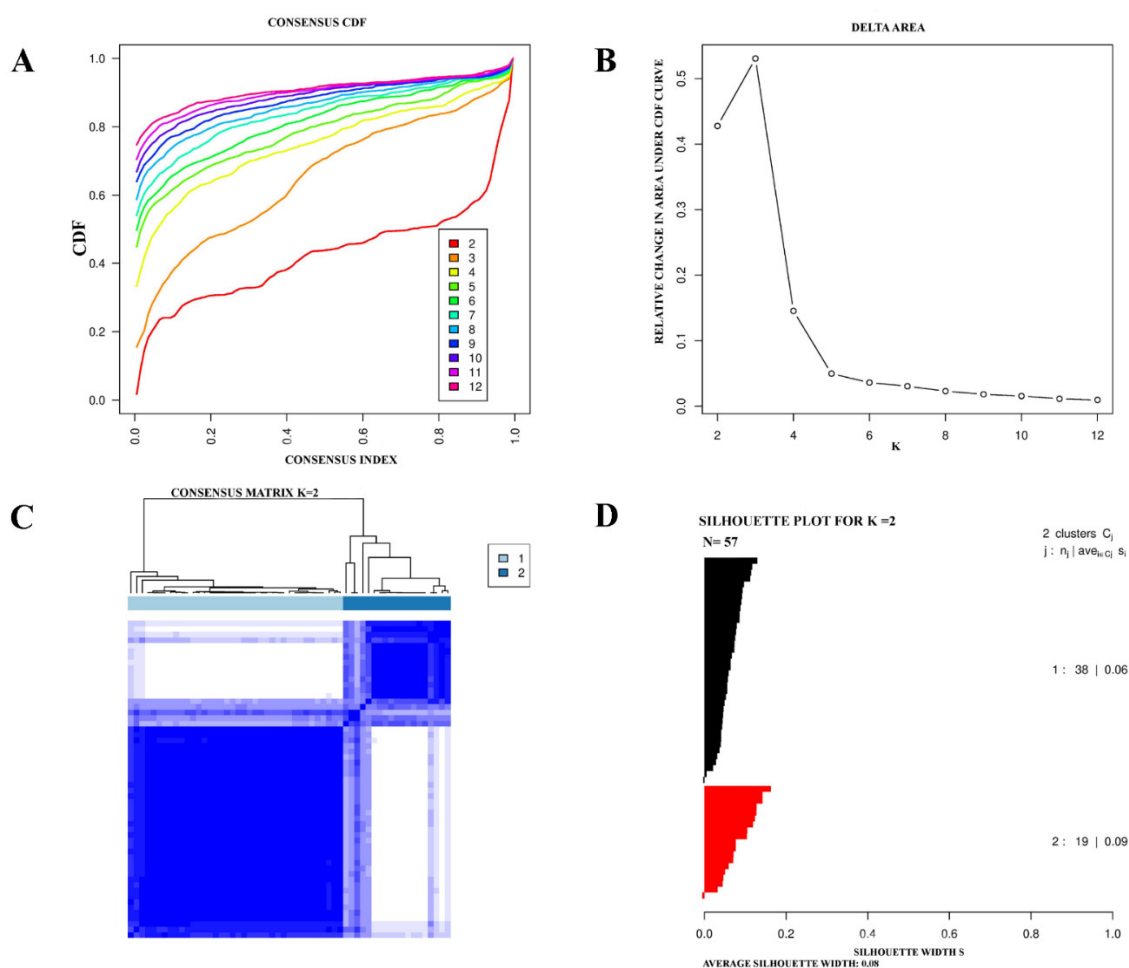 CONSENSUS CDF
A
CDF
1.0
0.8
0.6
0.4
0.2
0.0
2
3
4
5
6
7
8
9
10
11
12
0.0
0.2
0.4
0.6
0.8
1.0
CONSENSUS INDEX
DELTA AREA
B
RELATIVE CHANGE IN AREA UNDER CDF CURVE
0.5
0.4
0.3
0.2
0.1
0.0
2
4
6
8
10
12
K
C
CONSENSUS MATRIX K=2
1
2
D
SILHOUETTE PLOT FOR K =2
N= 57
2 clusters Cj
j : nj | avei∈Cj si
1 : 38 | 0.06
2 : 19 | 0.09
0.0
0.2
0.4
0.6
0.8
1.0
SILHOUETTE WIDTH S
AVERAGE SILHOUETTE WIDTH: 0.08